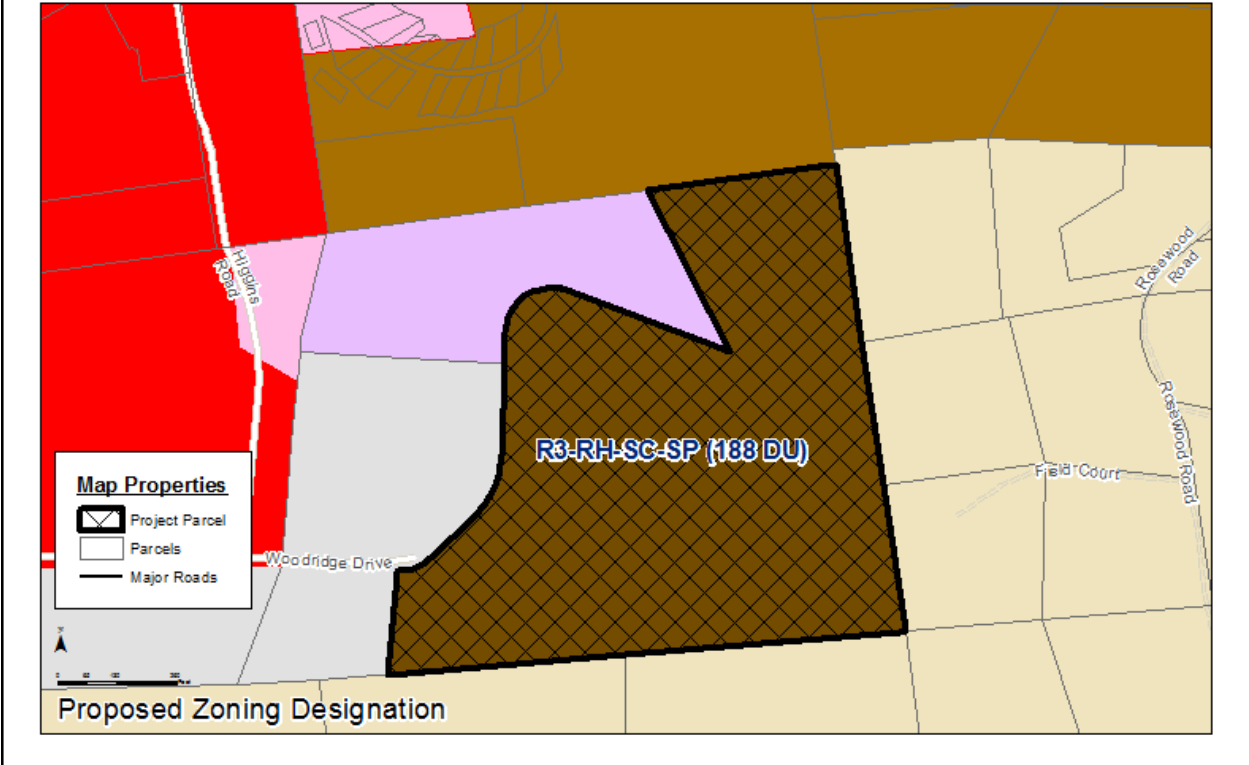 Higgins
Road
Rosewood
Road
R3-RH-SC-SP (188 DU)
Rosewood Road
Field Court
Map Properties
Project Parcel
Parcels
Major Roads
Woodridge Drive
Proposed Zoning Designation